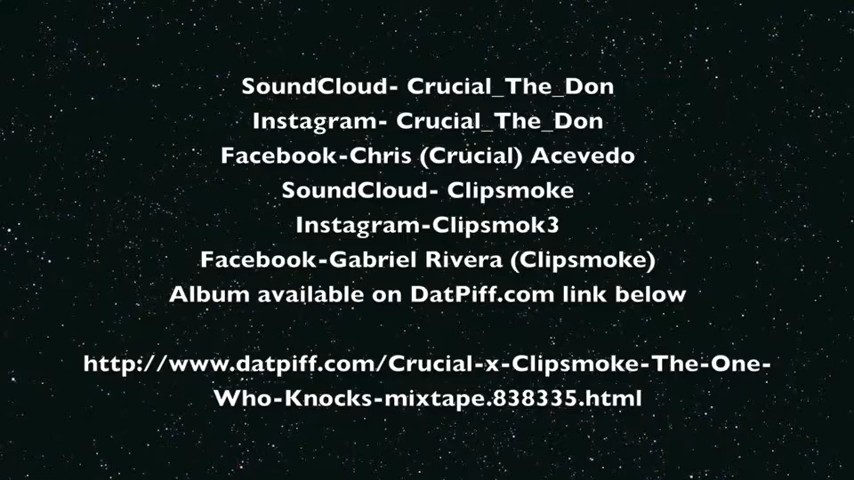 SoundCloud- Crucial_The_Don
Instagram- Crucial_The_Don
Facebook-Chris (Crucial) Acevedo
SoundCloud- Clipsmoke
Instagram-Clipsmok3
Facebook-Gabriel Rivera (Clipsmoke)
Album available on DatPiff.com link below
http://www.datpiff.com/Crucial-x-Clipsmoke-The-One-
Who-Knocks-mixtape.838335.html